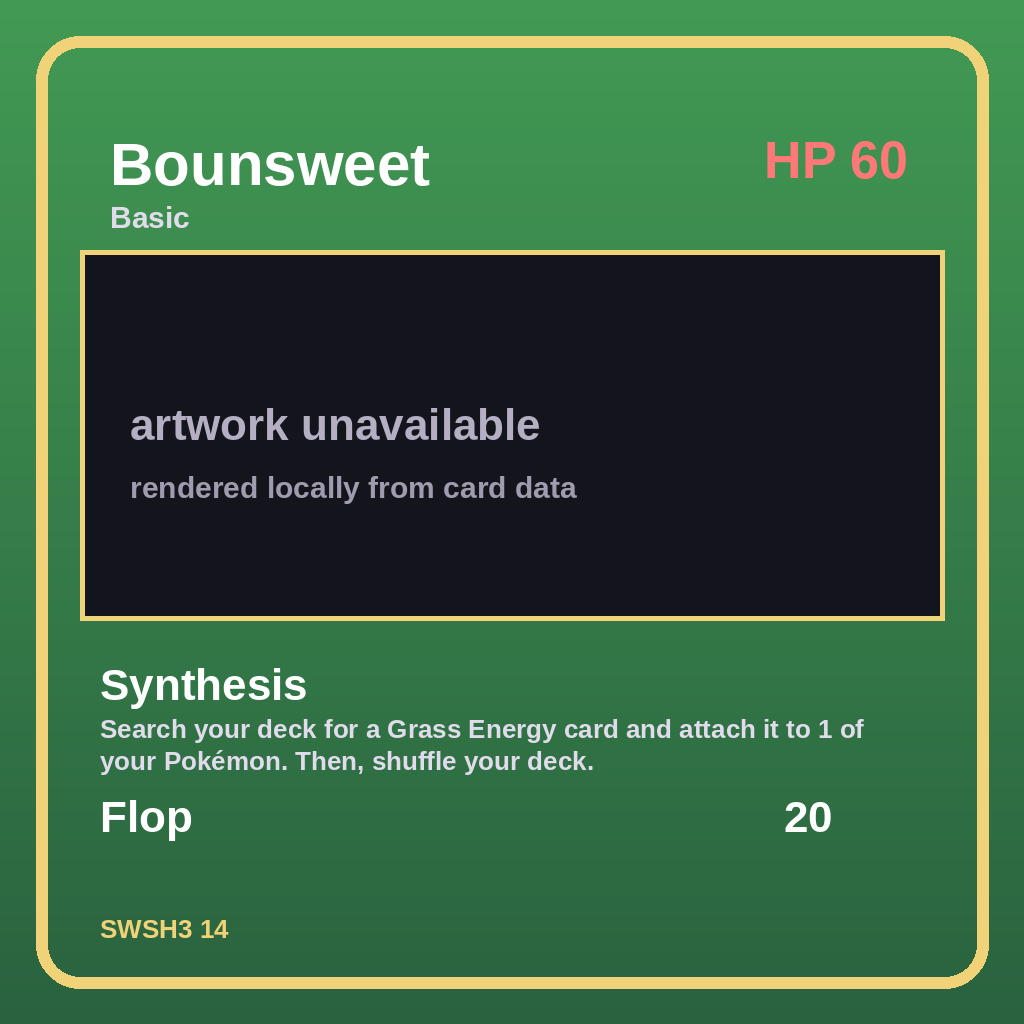 Bounsweet
HP 60
Basic
artwork unavailable
rendered locally from card data
Synthesis
Search your deck for a Grass Energy card and attach it to 1 of
your Pokémon. Then, shuffle your deck.
Flop 20
SWSH3 14